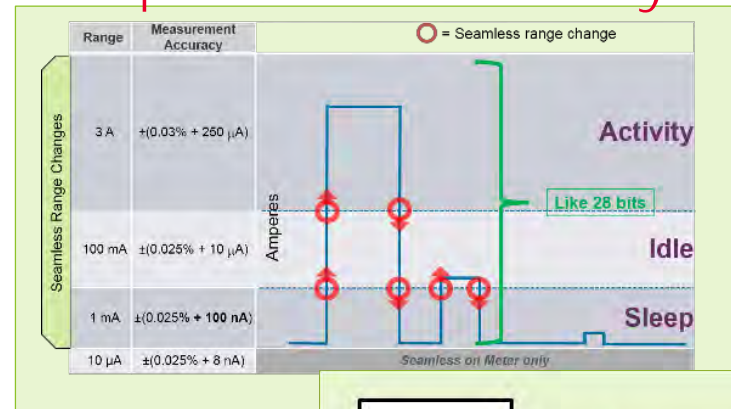 Range
Measurement
Accuracy
= Seamless range change
Seamless Range Changes
3 A
±(0.03% + 250 µA)
Activity
Amperes
Like 28 bits
100 mA
±(0.025% + 10 µA)
Idle
1 mA
±(0.025% + 100 nA)
Sleep
10 µA
±(0.025% + 8 nA)
Seamless on Meter only